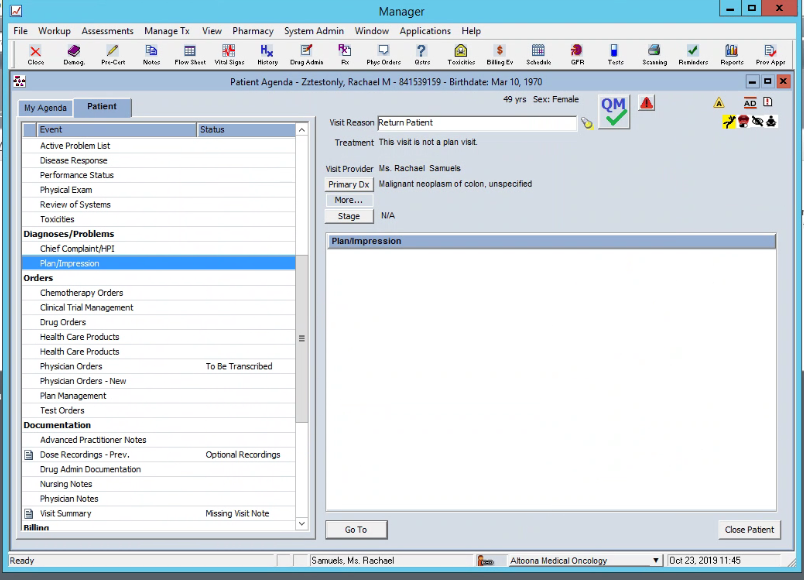 Manager
File Workup Assessments Manage Tx View Pharmacy System Admin Window Applications Help
Close Demog. Pre-Cert Notes Flow Sheet Vital Signs History Drug Admin Rx Phys Orders Qstrs Toxicities Billing Ev Schedule GFR Tests Scanning Reminders Reports Prov Appr
Patient Agenda - Zztestonly, Rachael M - 841539159 - Birthdate: Mar 10, 1970
My Agenda Patient
49 yrs Sex: Female
QM
A
AD
Event Status
Visit Reason Return Patient
Treatment This visit is not a plan visit.
Visit Provider Ms. Rachael Samuels
Primary Dx Malignant neoplasm of colon, unspecified
More...
Stage N/A
Plan/Impression
Active Problem List
Disease Response
Performance Status
Physical Exam
Review of Systems
Toxicities
Diagnoses/Problems
Chief Complaint/HPI
Plan/Impression
Orders
Chemotherapy Orders
Clinical Trial Management
Drug Orders
Health Care Products
Health Care Products
Physician Orders To Be Transcribed
Physician Orders - New
Plan Management
Test Orders
Documentation
Advanced Practitioner Notes
Dose Recordings - Prev. Optional Recordings
Drug Admin Documentation
Nursing Notes
Physician Notes
Visit Summary Missing Visit Note
Billing
Go To Close Patient
Ready Samuels, Ms. Rachael Altoona Medical Oncology Oct 23, 2019 11:45